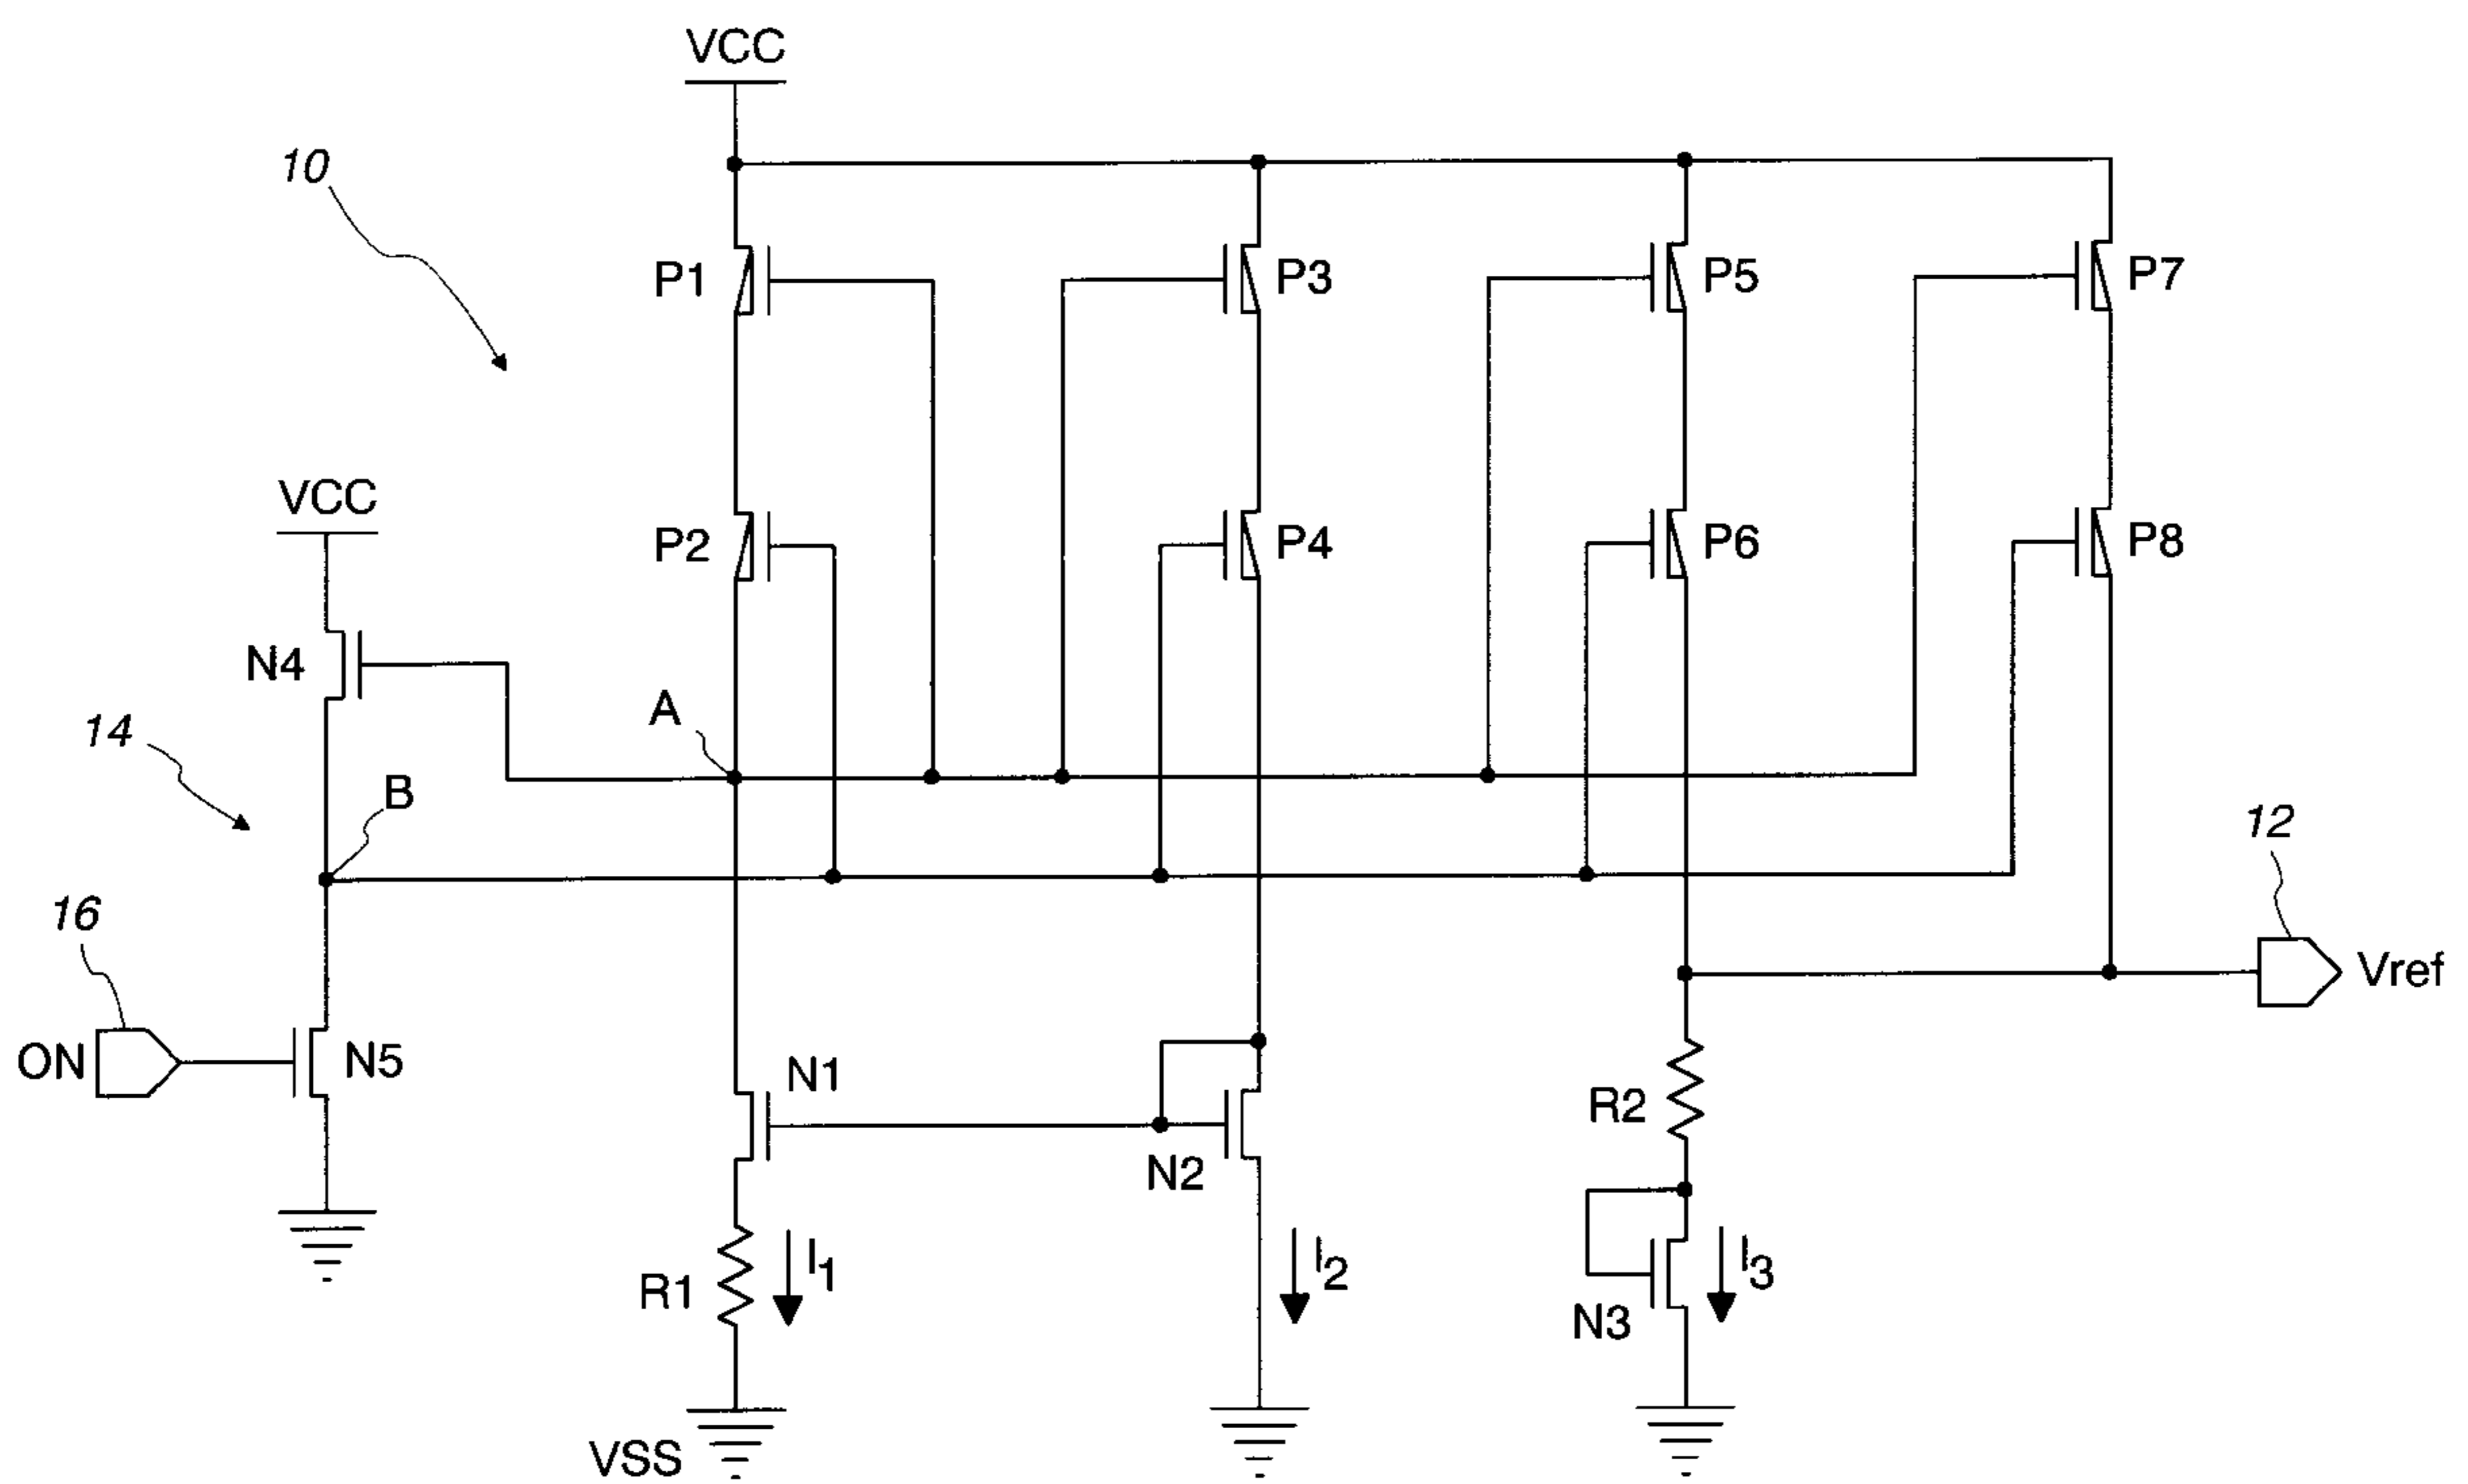 VCC
10
P1
P3
P5
P7
VCC
P2
P4
P6
P8
N4
A
14
B
12
16
Vref
ON
N5
N1
R2
N2
I1
I2
I3
R1
N3
VSS